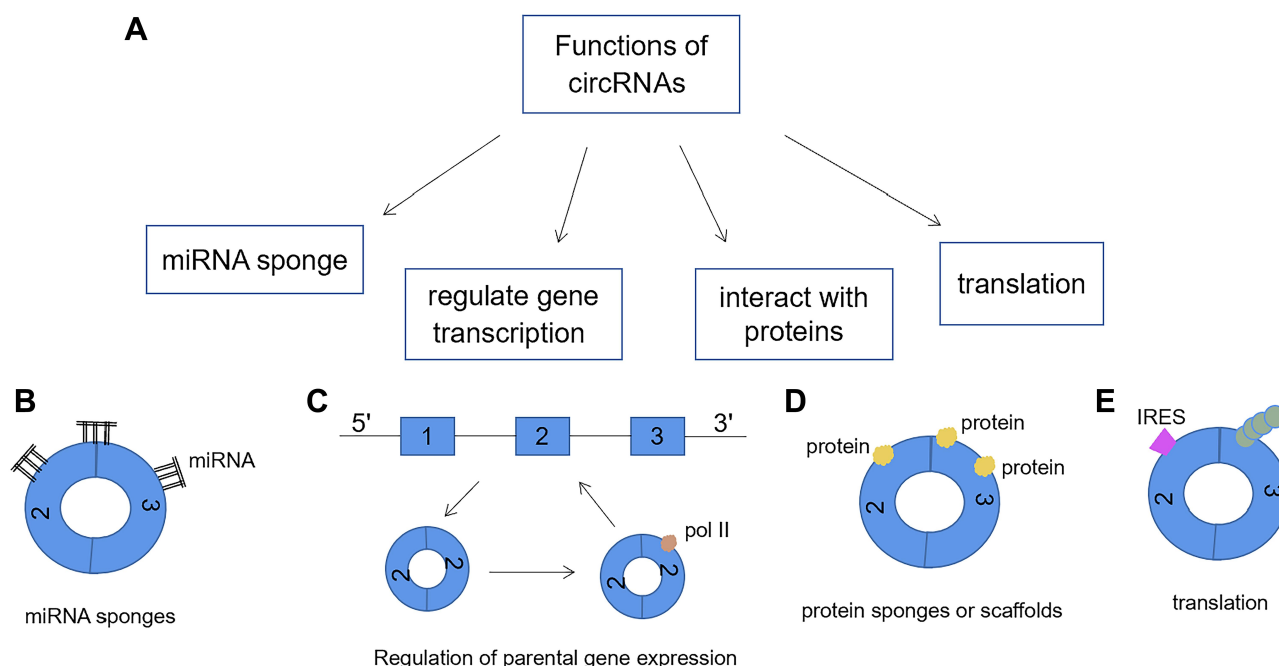 A
Functions of
circRNAs
miRNA sponge
regulate gene
transcription
interact with
proteins
translation
B
miRNA
2
3
miRNA sponges
C
5'
1
2
3
3'
2
2
2
2
pol II
Regulation of parental gene expression
D
protein
protein
protein
2
3
protein sponges or scaffolds
E
IRES
2
3
translation